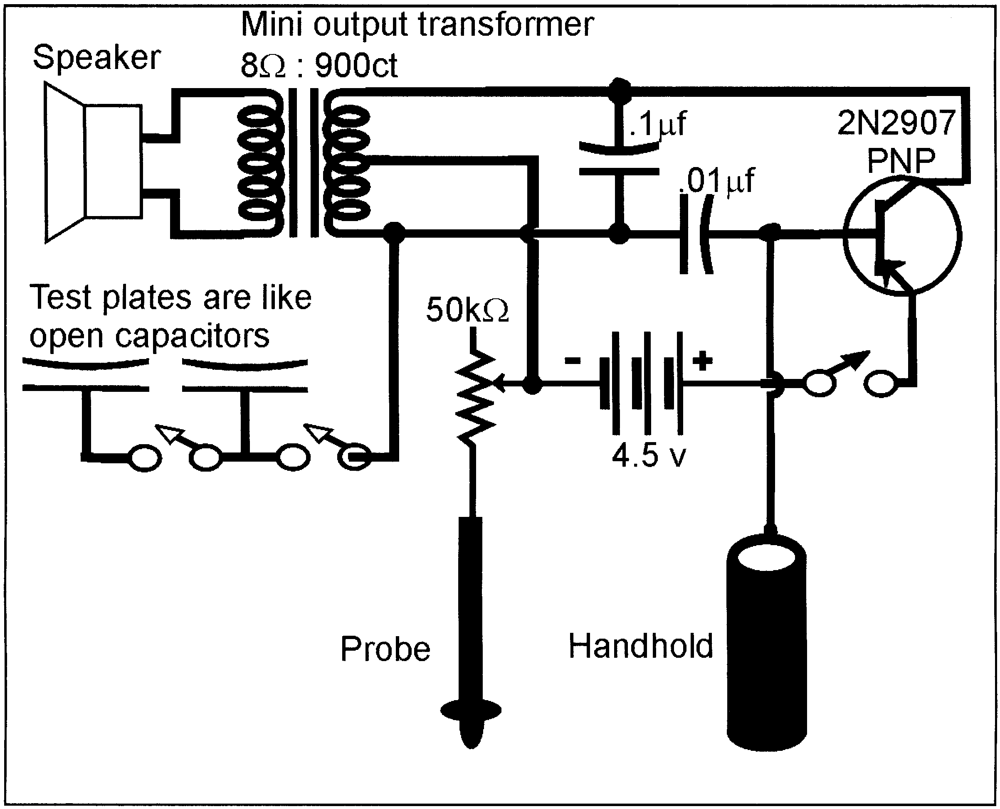 Mini output transformer
8Ω : 900ct
Speaker
.1µf
2N2907
PNP
.01µf
Test plates are like
open capacitors
50kΩ
- +
4.5 v
Probe
Handhold